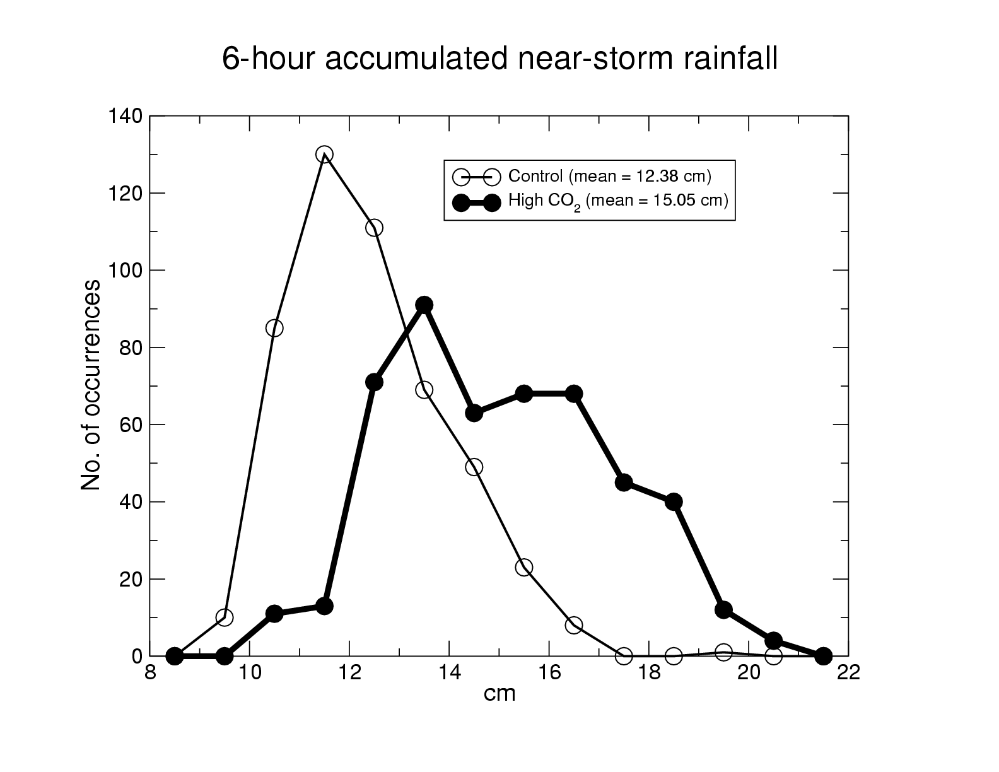 6-hour accumulated near-storm rainfall
140
120
100
80
60
40
20
0
No. of occurrences
Control (mean = 12.38 cm)
High CO₂ (mean = 15.05 cm)
8 10 12 14 16 18 20 22
cm